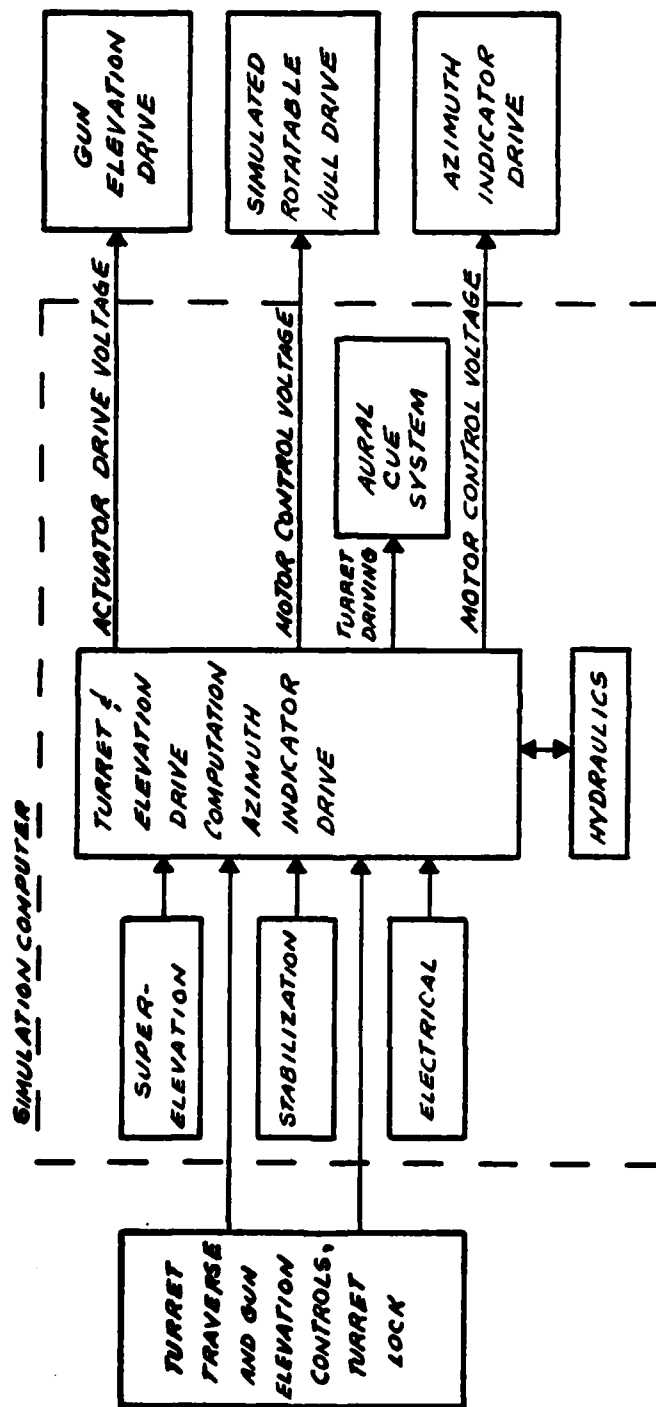 SIMULATION COMPUTER
TURRET
TRAVERSE
AND GUN
ELEVATION
CONTROLS,
TURRET
LOCK
SUPER-
ELEVATION
STABILIZATION
ELECTRICAL
TURRET &
ELEVATION
DRIVE
COMPUTATION
AZIMUTH
INDICATOR
DRIVE
HYDRAULICS
ACTUATOR DRIVE VOLTAGE
MOTOR CONTROL VOLTAGE
TURRET
DRIVING
AURAL
CUE
SYSTEM
MOTOR CONTROL VOLTAGE
GUN
ELEVATION
DRIVE
SIMULATED
ROTATABLE
HULL DRIVE
AZIMUTH
INDICATOR
DRIVE